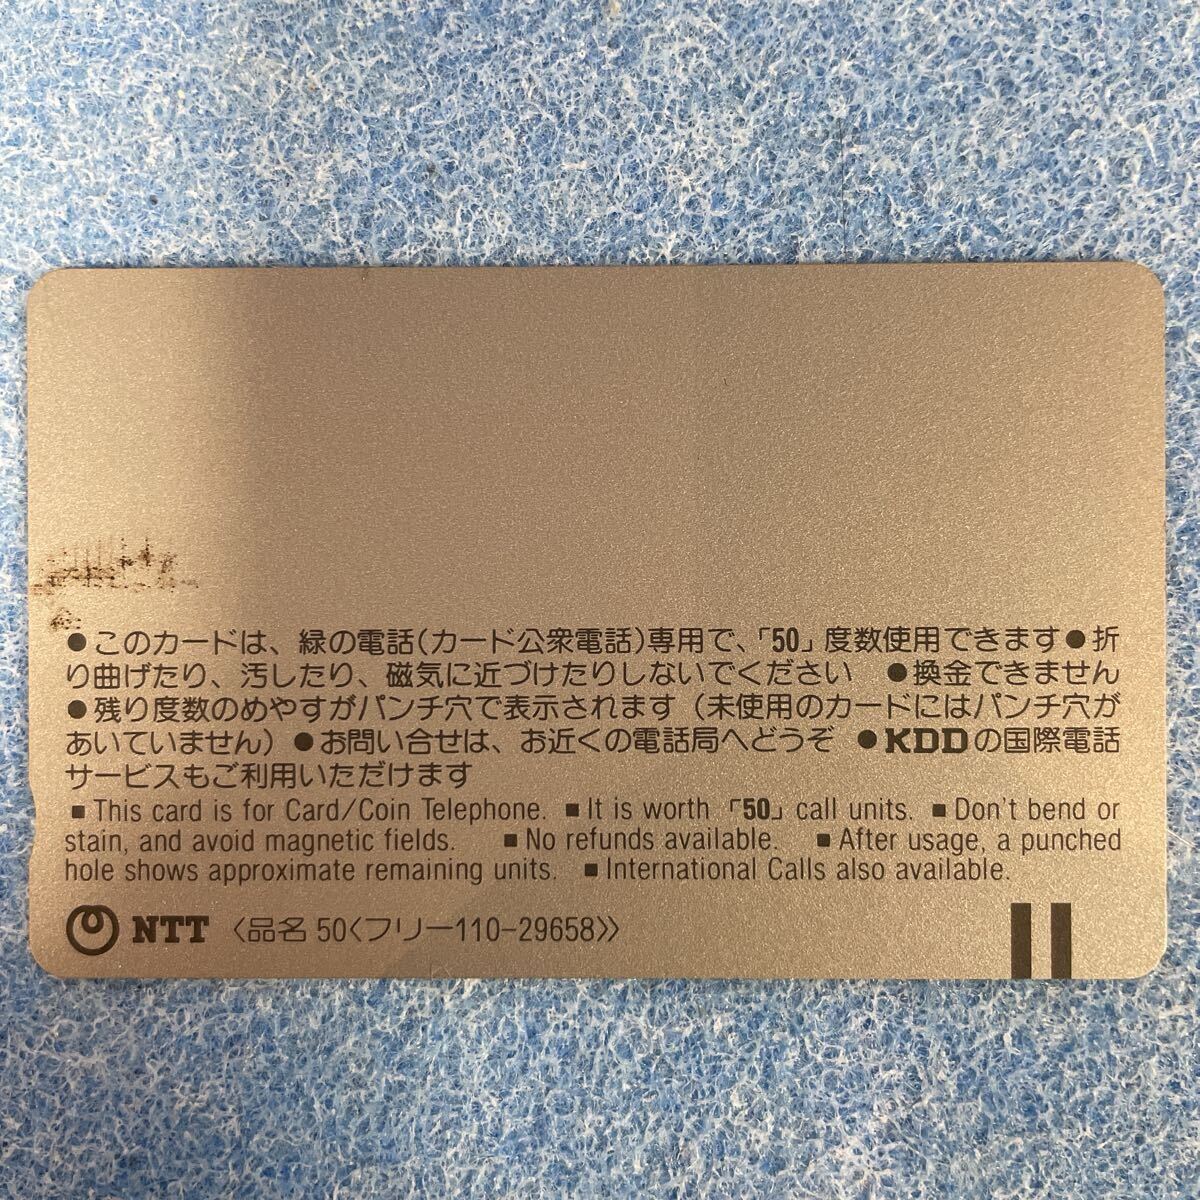 ●このカードは、緑の電話(カード公衆電話)専用で、「50」度数使用できます●折
り曲げたり、汚したり、磁気に近づけたりしないでください ●換金できません
●残り度数のめやすがパンチ穴で表示されます(未使用のカードにはパンチ穴が
あいていません)●お問い合せは、お近くの電話局へどうぞ ●KDDの国際電話
サービスもご利用いただけます
■This card is for Card/Coin Telephone. ■It is worth「50」call units. ■Don't bend or
stain, and avoid magnetic fields. ■No refunds available. ■After usage, a punched
hole shows approximate remaining units. ■International Calls also available.
NTT 〈品名 50〈フリー110-29658〉〉